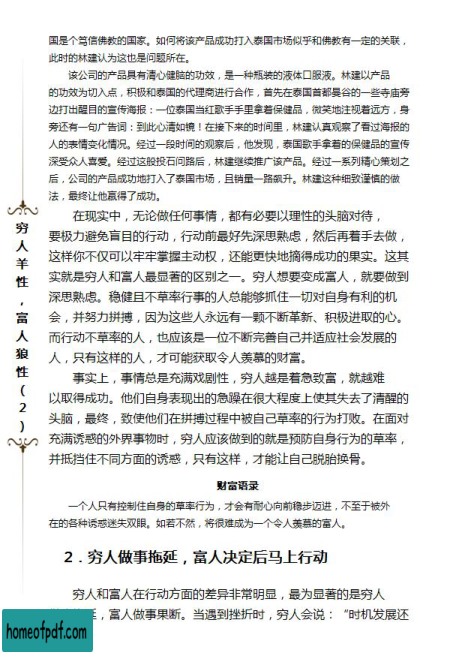 国是个笃信佛教的国家。如何将该产品成功打入泰国市场似乎和佛教有一定的关联，
此时的林建认为这也是问题所在。
该公司的产品具有清心健脑的功效，是一种瓶装的液体口服液。林建以产品
的功效为切入点，积极和泰国的代理商进行合作，首先在泰国首都曼谷的一些寺庙旁
边打出醒目的宣传海报：一位泰国当红歌手手里拿着保健品，微笑地注视着远方，身
旁还有一句广告词：到此心清如镜！在接下来的时间里，林建认真观察了看过海报的
人的表情变化情况。经过一段时间的观察后，他发现，泰国歌手拿着的保健品的宣传
深受众人喜爱。经过这般投石问路后，林建继续推广该产品。经过一系列精心策划之
后，公司的产品成功地打入了泰国市场，且销量一路飙升。林建这种细致谨慎的做
法，最终让他赢得了成功。
在现实中，无论做任何事情，都有必要以理性的头脑对待，
要极力避免盲目的行动，行动前最好先深思熟虑，然后再着手去做，
这样你不仅可以牢牢掌握主动权，还能更快地摘得成功的果实。这其
实就是穷人和富人最显著的区别之一。穷人想要变成富人，就要做到
深思熟虑。稳健且不草率行事的人总能够抓住一切对自身有利的机
会，并努力拼搏，因为这些人永远有一颗不断革新、积极进取的心。
而行动不草率的人，也应该是一位不断完善自己并适应社会发展的
人，只有这样的人，才可能获取令人羡慕的财富。
事实上，事情总是充满戏剧性，穷人越是着急致富，就越难
以取得成功。他们自身表现出的急躁在很大程度上使其失去了清醒的
头脑，最终，致使他们在拼搏过程中被自己草率的行为打败。在面对
充满诱惑的外界事物时，穷人应该做到的就是预防自身行为的草率，
并抵挡住不同方面的诱惑，只有这样，才能让自己脱胎换骨。
财富语录
一个人只有控制住自身的草率行为，才会有耐心向前稳步迈进，不至于被外
在的各种诱惑迷失双眼。如若不然，将很难成为一个令人羡慕的富人。
2．穷人做事拖延，富人决定后马上行动
穷人和富人在行动方面的差异非常明显，最为显著的是穷人
延，富人做事果断。当遇到挫折时，穷人会说：“时机发展还
穷人羊性，富人狼性(2)
homeofpdf.com